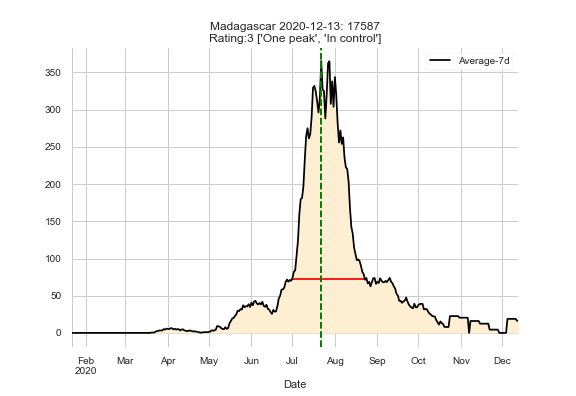 Madagascar 2020-12-13: 17587
Rating:3 ['One peak', 'In control']
Average-7d
350
300
250
200
150
100
50
0
Feb Mar Apr May Jun Jul Aug Sep Oct Nov Dec
2020
Date